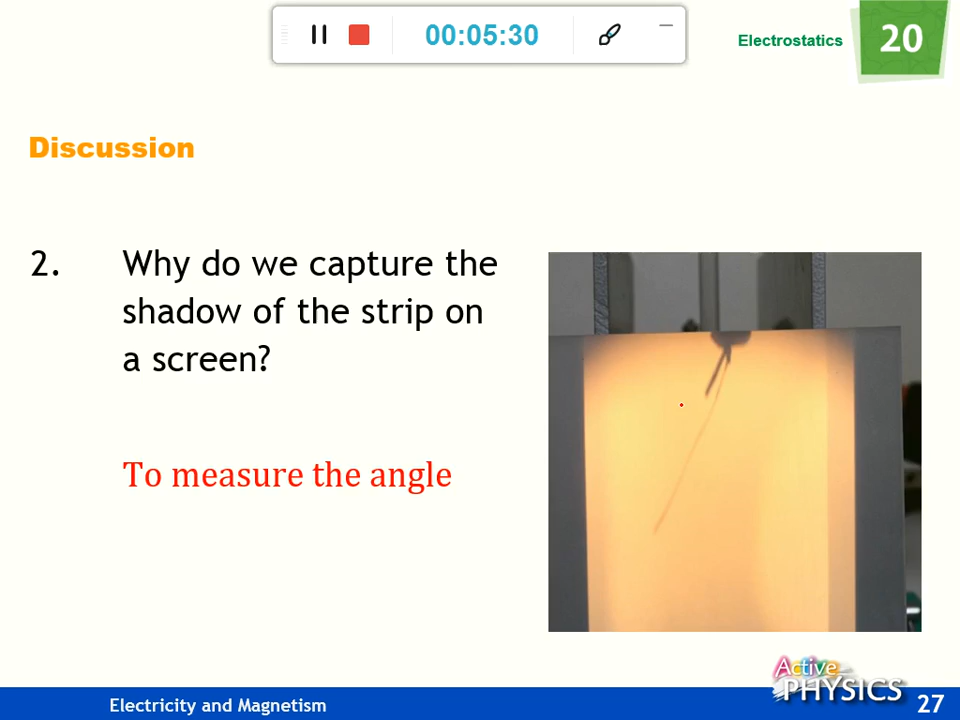 00:05:30
Electrostatics
20
Discussion
2. Why do we capture the
shadow of the strip on
a screen?
To measure the angle
Active
PHYSICS
Electricity and Magnetism
27